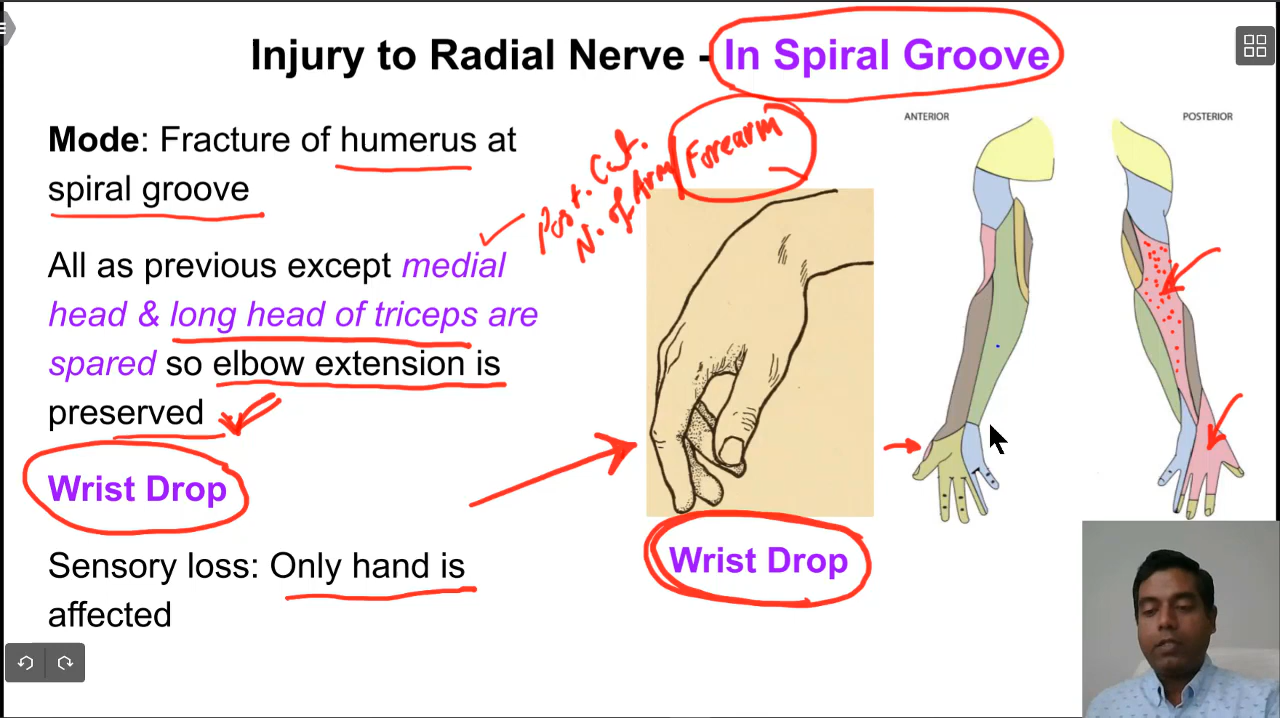 Injury to Radial Nerve - In Spiral Groove
Mode: Fracture of humerus at
spiral groove
All as previous except medial
head & long head of triceps are
spared so elbow extension is
preserved
Wrist Drop
Sensory loss: Only hand is
affected
Post. Cut.
N. of Arm
Forearm
Wrist Drop
ANTERIOR
POSTERIOR